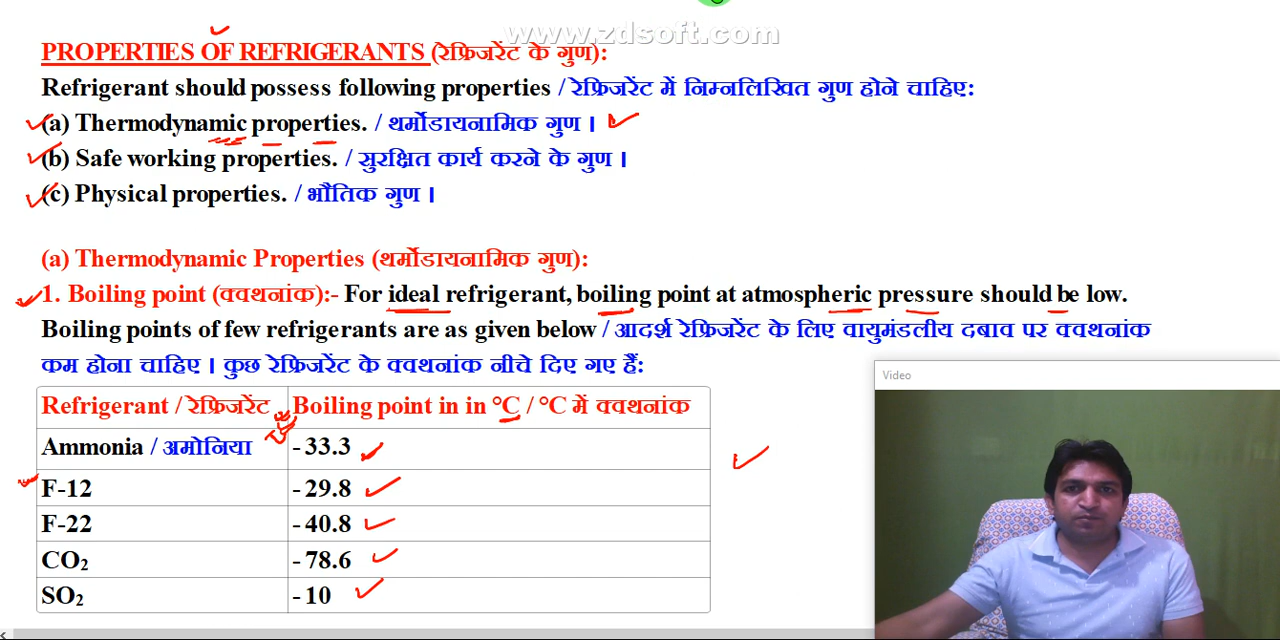 www.zdsoft.com
PROPERTIES OF REFRIGERANTS (रेफ्रिजरेंट के गुण):
Refrigerant should possess following properties / रेफ्रिजरेंट में निम्नलिखित गुण होने चाहिए:
(a) Thermodynamic properties. / थर्मोडायनामिक गुण ।
(b) Safe working properties. / सुरक्षित कार्य करने के गुण ।
(c) Physical properties. / भौतिक गुण ।
(a) Thermodynamic Properties (थर्मोडायनामिक गुण):
1. Boiling point (क्वथनांक):- For ideal refrigerant, boiling point at atmospheric pressure should be low.
Boiling points of few refrigerants are as given below / आदर्श रेफ्रिजरेंट के लिए वायुमंडलीय दबाव पर क्वथनांक
कम होना चाहिए । कुछ रेफ्रिजरेंट के क्वथनांक नीचे दिए गए हैं:
Video
Refrigerant / रेफ्रिजरेंट Boiling point in in °C / °C में क्वथनांक
Ammonia / अमोनिया - 33.3
F-12 - 29.8
F-22 - 40.8
CO₂ - 78.6
SO₂ - 10